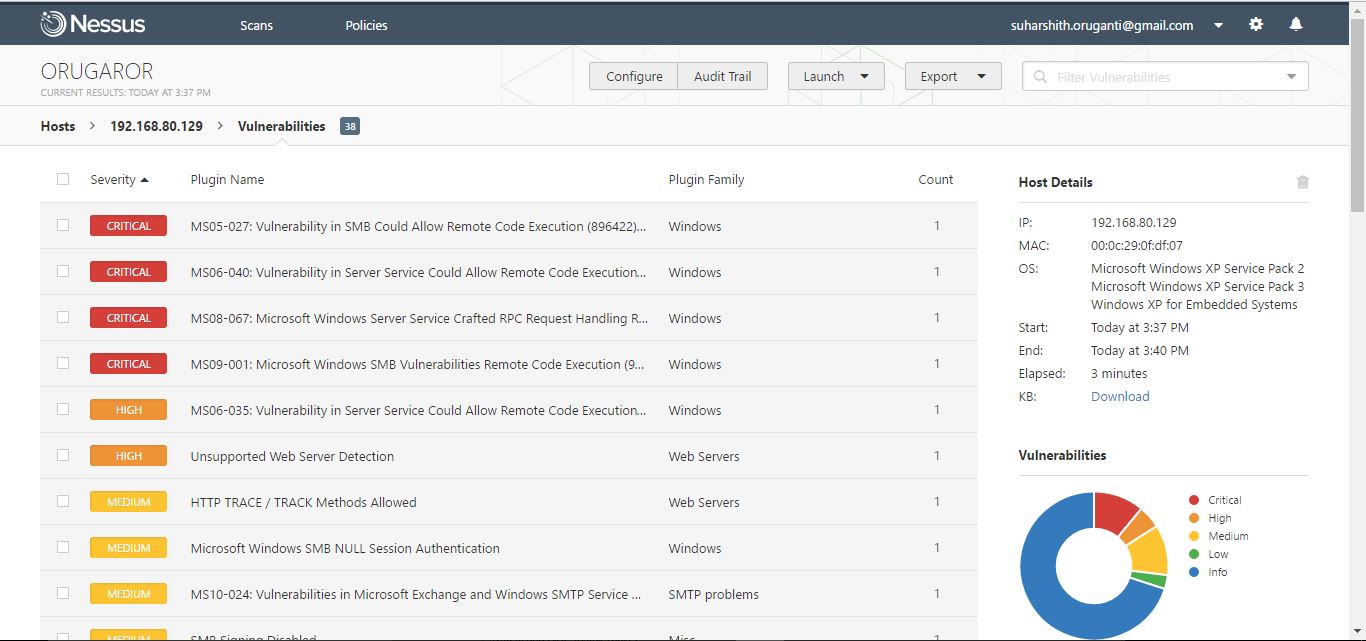 Nessus Scans Policies suharshith.oruganti@gmail.com
ORUGAROR
CURRENT RESULTS: TODAY AT 3:37 PM
Configure Audit Trail Launch Export Filter Vulnerabilities
Hosts > 192.168.80.129 > Vulnerabilities 38
Severity Plugin Name Plugin Family Count
CRITICAL MS05-027: Vulnerability in SMB Could Allow Remote Code Execution (896422)... Windows 1
CRITICAL MS06-040: Vulnerability in Server Service Could Allow Remote Code Execution... Windows 1
CRITICAL MS08-067: Microsoft Windows Server Service Crafted RPC Request Handling R... Windows 1
CRITICAL MS09-001: Microsoft Windows SMB Vulnerabilities Remote Code Execution (9... Windows 1
HIGH MS06-035: Vulnerability in Server Service Could Allow Remote Code Execution... Windows 1
HIGH Unsupported Web Server Detection Web Servers 1
MEDIUM HTTP TRACE / TRACK Methods Allowed Web Servers 1
MEDIUM Microsoft Windows SMB NULL Session Authentication Windows 1
MEDIUM MS10-024: Vulnerabilities in Microsoft Exchange and Windows SMTP Service ... SMTP problems 1
MEDIUM SMB Signing Disabled Misc. 1
Host Details
IP: 192.168.80.129
MAC: 00:0c:29:0f:df:07
OS: Microsoft Windows XP Service Pack 2
Microsoft Windows XP Service Pack 3
Windows XP for Embedded Systems
Start: Today at 3:37 PM
End: Today at 3:40 PM
Elapsed: 3 minutes
KB: Download
Vulnerabilities
Critical
High
Medium
Low
Info